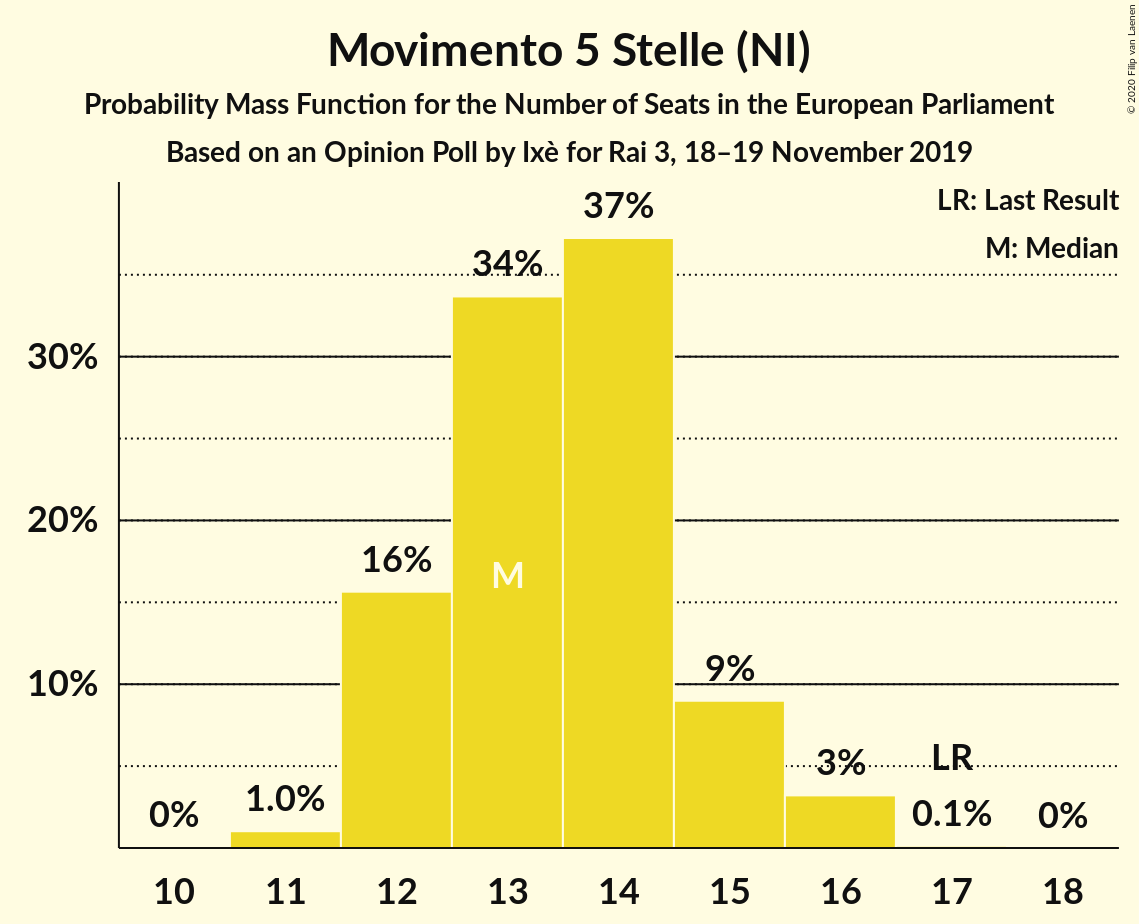 Movimento 5 Stelle (NI)
Probability Mass Function for the Number of Seats in the European Parliament
Based on an Opinion Poll by Ixè for Rai 3, 18–19 November 2019
© 2020 Filip van Laenen
LR: Last Result
M: Median
37%
34%
30%
20%
16%
M
10%
9%
3%
LR
0%
1.0%
0.1%
0%
10 11 12 13 14 15 16 17 18